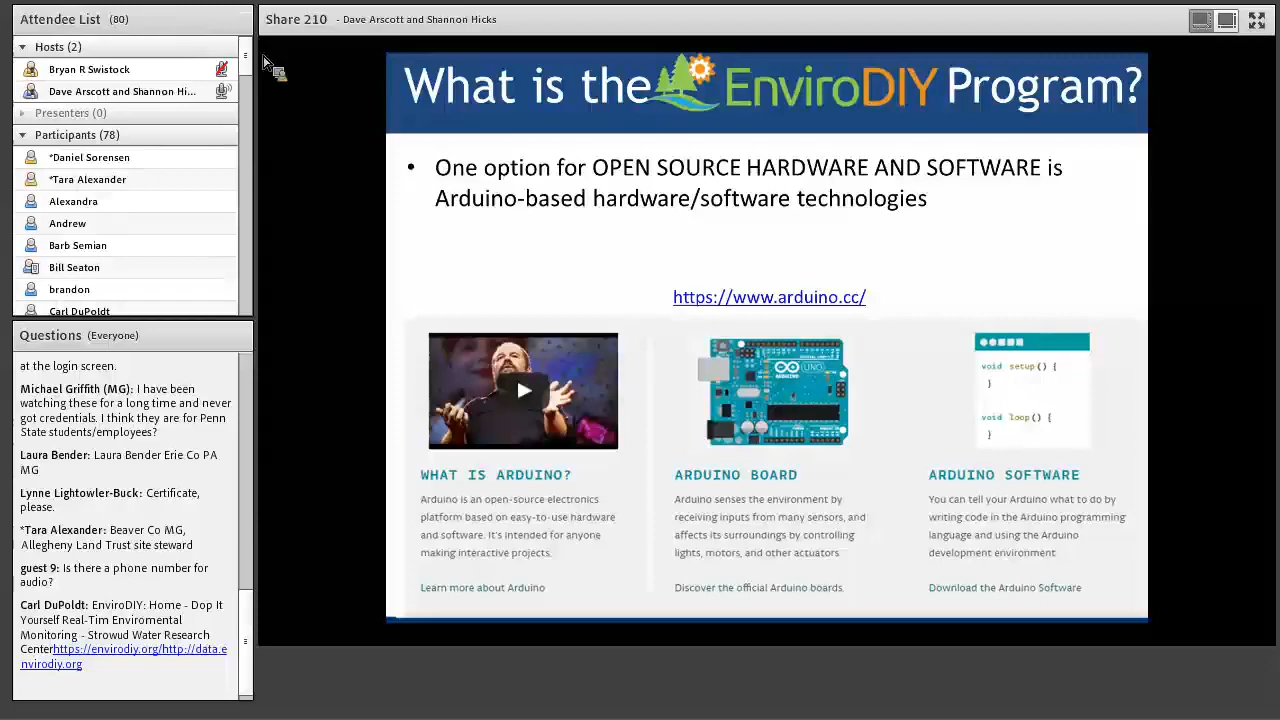 Attendee List (80)
Hosts (2)
Bryan R Swistock
Dave Arscott and Shannon Hi...
Presenters (0)
Participants (78)
*Daniel Sorensen
*Tara Alexander
Alexandra
Andrew
Barb Semian
Bill Seaton
brandon
Carl DuPoldt
Questions (Everyone)
at the login screen.
Michele Collins (MG): I have been
watching these for a long time and never
got credentials. I think they are for Penn
State students/employees?
Laura Bender: Laura Bender Erie Co PA
MG
Lynne Lightowler-Buck: Certificate,
please.
*Tara Alexander: Beaver Co MG,
Allegheny Land Trust site steward
guest 9: Is there a phone number for
audio?
Carl DuPoldt: EnviroDIY: Home - Dop It
Yourself Real-Tim Enviromental
Monitoring - Strowud Water Research
Centerhttps://envirodiy.org/http://data.e
nvirodiy.org
Share 210 - Dave Arscott and Shannon Hicks
What is the EnviroDIY Program?
• One option for OPEN SOURCE HARDWARE AND SOFTWARE is
Arduino-based hardware/software technologies
https://www.arduino.cc/
WHAT IS ARDUINO?
Arduino is an open-source electronics
platform based on easy-to-use hardware
and software. It's intended for anyone
making interactive projects.
Learn more about Arduino
UNO
ARDUINO BOARD
Arduino senses the environment by
receiving inputs from many sensors, and
affects its surroundings by controlling
lights, motors, and other actuators.
Discover the official Arduino boards.
void setup() {
}
void loop() {
}
ARDUINO SOFTWARE
You can tell your Arduino what to do by
writing code in the Arduino programming
language and using the Arduino
development environment.
Download the Arduino Software